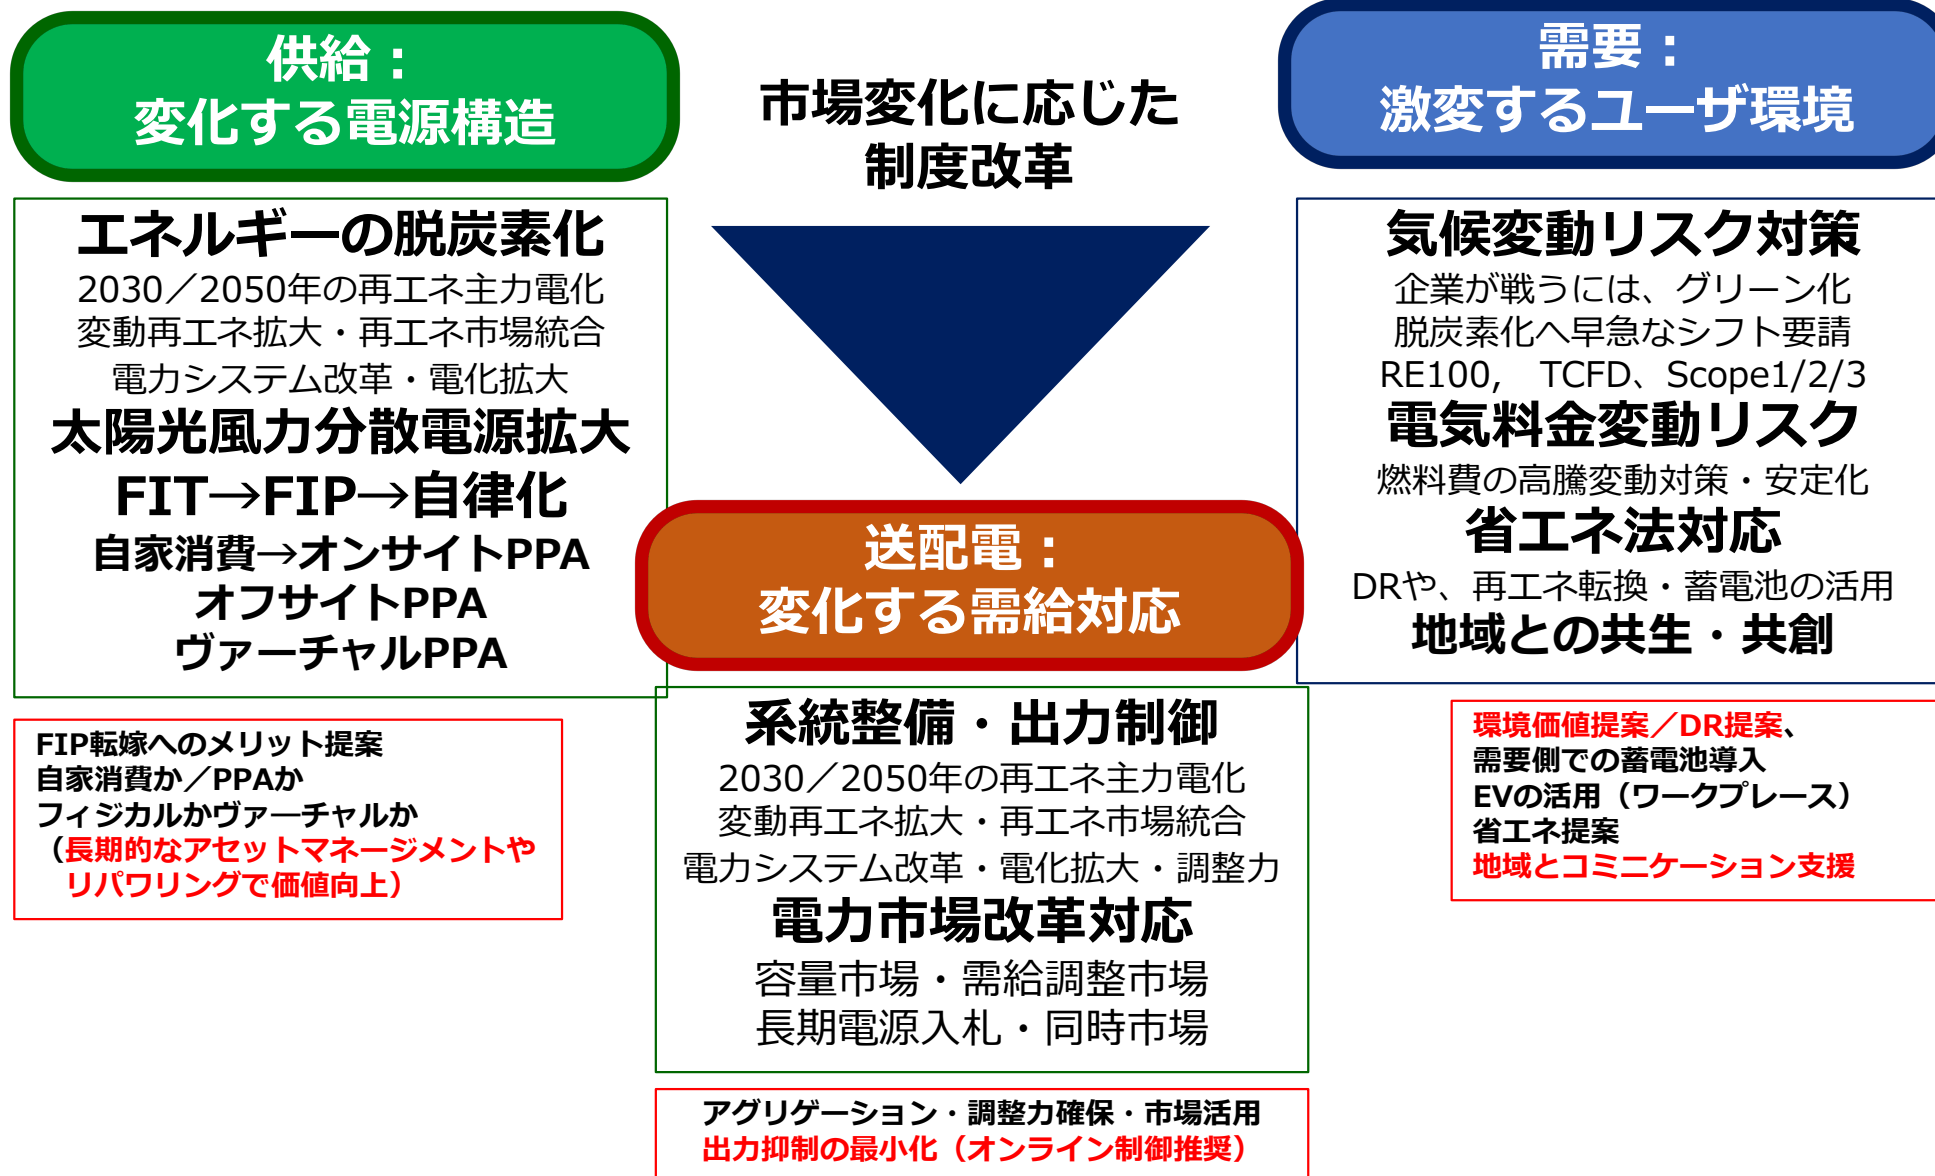 供給：
変化する電源構造
エネルギーの脱炭素化
2030／2050年の再エネ主力電化
変動再エネ拡大・再エネ市場統合
電力システム改革・電化拡大
太陽光風力分散電源拡大
FIT→FIP→自律化
自家消費→オンサイトPPA
オフサイトPPA
ヴァーチャルPPA
FIP転嫁へのメリット提案
自家消費か／PPAか
フィジカルかヴァーチャルか
（長期的なアセットマネージメントや
リパワリングで価値向上）
市場変化に応じた
制度改革
送配電：
変化する需給対応
系統整備・出力制御
2030／2050年の再エネ主力電化
変動再エネ拡大・再エネ市場統合
電力システム改革・電化拡大・調整力
電力市場改革対応
容量市場・需給調整市場
長期電源入札・同時市場
アグリゲーション・調整力確保・市場活用
出力抑制の最小化（オンライン制御推奨）
需要：
激変するユーザ環境
気候変動リスク対策
企業が戦うには、グリーン化
脱炭素化へ早急なシフト要請
RE100,　TCFD、Scope1/2/3
電気料金変動リスク
燃料費の高騰変動対策・安定化
省エネ法対応
DRや、再エネ転換・蓄電池の活用
地域との共生・共創
環境価値提案／DR提案、
需要側での蓄電池導入
EVの活用（ワークプレース）
省エネ提案
地域とコミニケーション支援